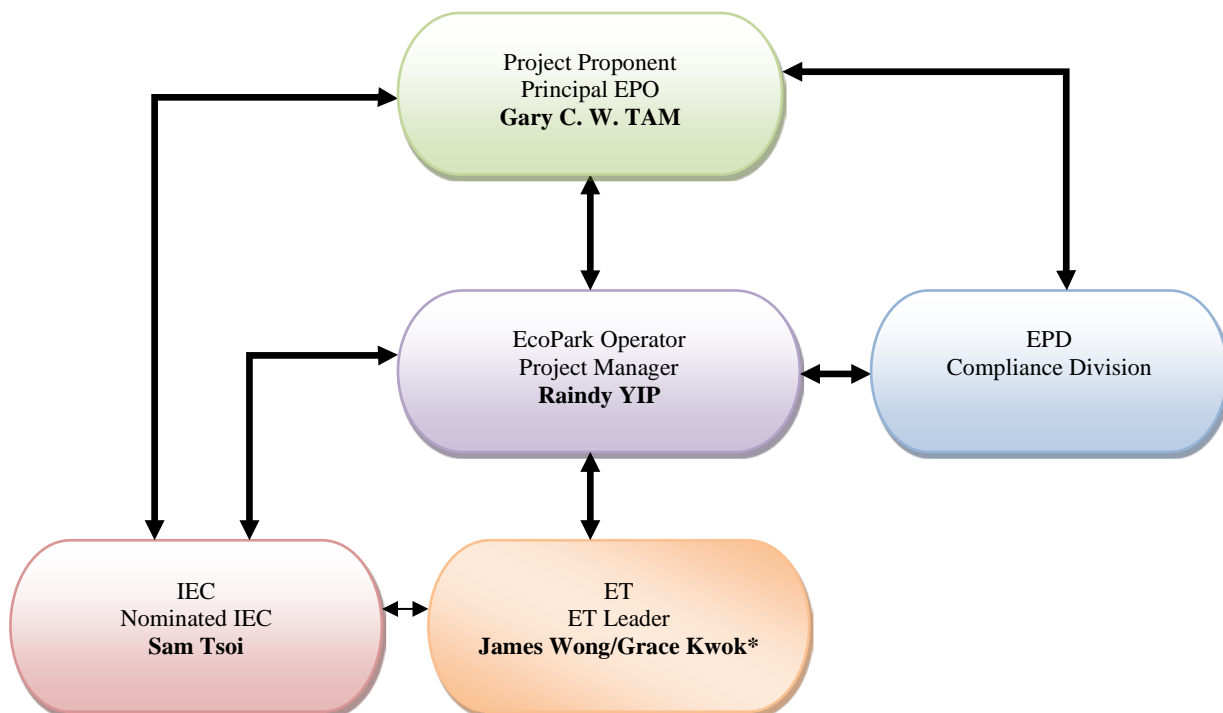 Project Proponent
Principal EPO
Gary C. W. TAM
EcoPark Operator
Project Manager
Raindy YIP
EPD
Compliance Division
IEC
Nominated IEC
Sam Tsoi
ET
ET Leader
James Wong/Grace Kwok*